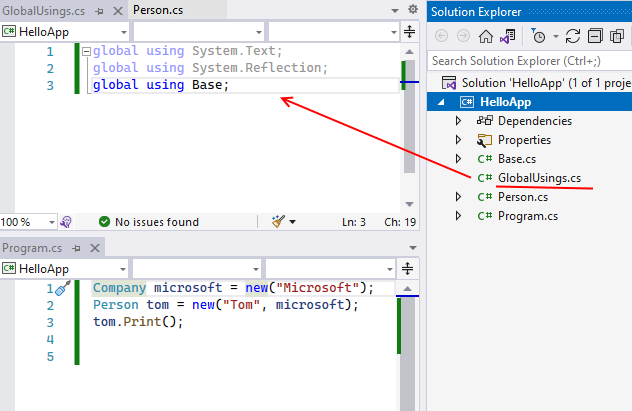 GlobalUsings.cs
Person.cs
C# HelloApp
1 global using System.Text;
2 global using System.Reflection;
3 global using Base;
100 %
No issues found
Ln: 3
Ch: 19
Program.cs
C# HelloApp
1 Company microsoft = new("Microsoft");
2 Person tom = new("Tom", microsoft);
3 tom.Print();
4
5
Solution Explorer
Search Solution Explorer (Ctrl+;)
Solution 'HelloApp' (1 of 1 proje
C# HelloApp
Dependencies
Properties
C# Base.cs
C# GlobalUsings.cs
C# Person.cs
C# Program.cs